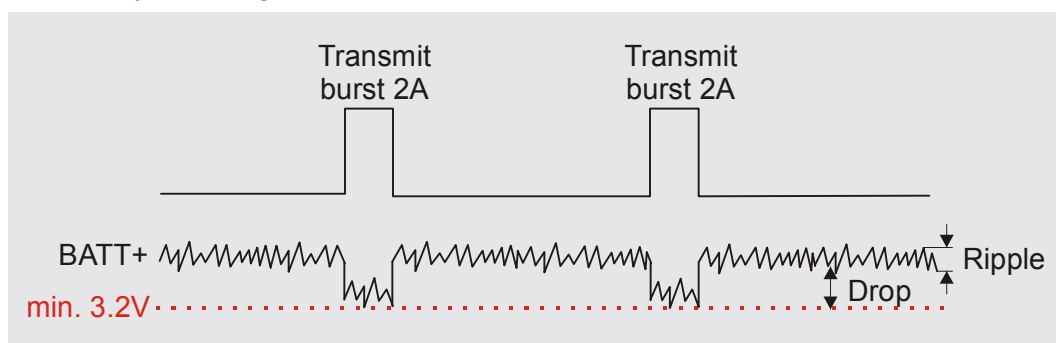 Transmit
burst 2A
Transmit
burst 2A
BATT+
Ripple
Drop
min. 3.2V